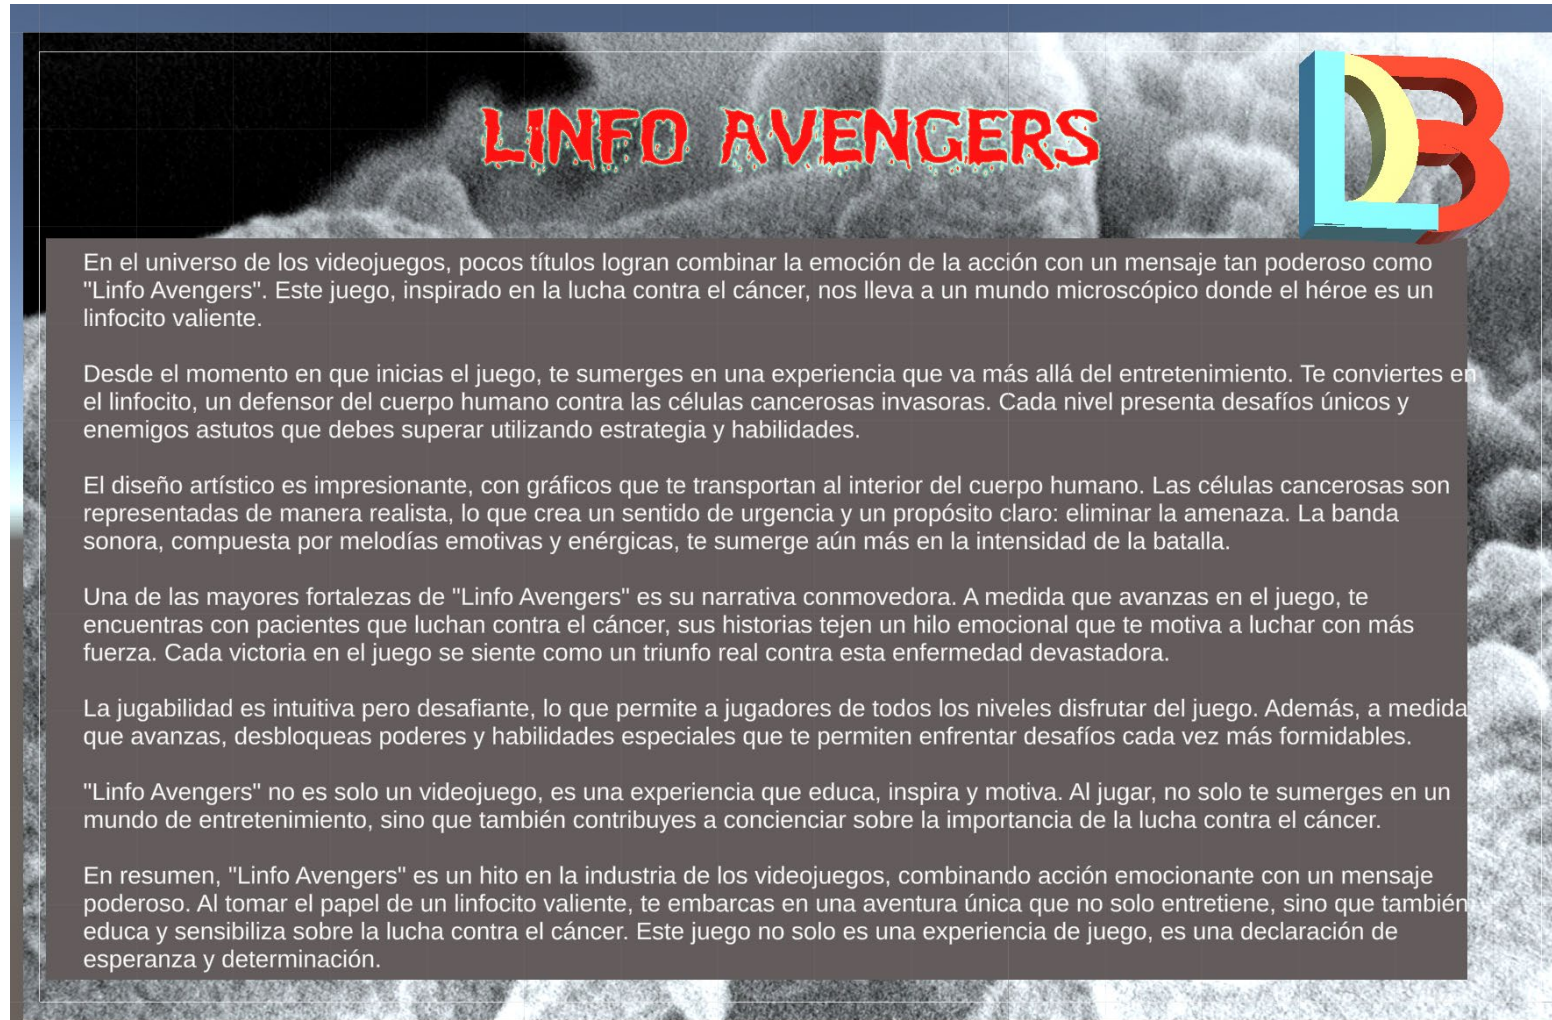 LINFO AVENGERS
LDB
En el universo de los videojuegos, pocos títulos logran combinar la emoción de la acción con un mensaje tan poderoso como
"Linfo Avengers". Este juego, inspirado en la lucha contra el cáncer, nos lleva a un mundo microscópico donde el héroe es un
linfocito valiente.
Desde el momento en que inicias el juego, te sumerges en una experiencia que va más allá del entretenimiento. Te conviertes en
el linfocito, un defensor del cuerpo humano contra las células cancerosas invasoras. Cada nivel presenta desafíos únicos y
enemigos astutos que debes superar utilizando estrategia y habilidades.
El diseño artístico es impresionante, con gráficos que te transportan al interior del cuerpo humano. Las células cancerosas son
representadas de manera realista, lo que crea un sentido de urgencia y un propósito claro: eliminar la amenaza. La banda
sonora, compuesta por melodías emotivas y enérgicas, te sumerge aún más en la intensidad de la batalla.
Una de las mayores fortalezas de "Linfo Avengers" es su narrativa conmovedora. A medida que avanzas en el juego, te
encuentras con pacientes que luchan contra el cáncer, sus historias tejen un hilo emocional que te motiva a luchar con más
fuerza. Cada victoria en el juego se siente como un triunfo real contra esta enfermedad devastadora.
La jugabilidad es intuitiva pero desafiante, lo que permite a jugadores de todos los niveles disfrutar del juego. Además, a medida
que avanzas, desbloqueas poderes y habilidades especiales que te permiten enfrentar desafíos cada vez más formidables.
"Linfo Avengers" no es solo un videojuego, es una experiencia que educa, inspira y motiva. Al jugar, no solo te sumerges en un
mundo de entretenimiento, sino que también contribuyes a concienciar sobre la importancia de la lucha contra el cáncer.
En resumen, "Linfo Avengers" es un hito en la industria de los videojuegos, combinando acción emocionante con un mensaje
poderoso. Al tomar el papel de un linfocito valiente, te embarcas en una aventura única que no solo entretiene, sino que también
educa y sensibiliza sobre la lucha contra el cáncer. Este juego no solo es una experiencia de juego, es una declaración de
esperanza y determinación.